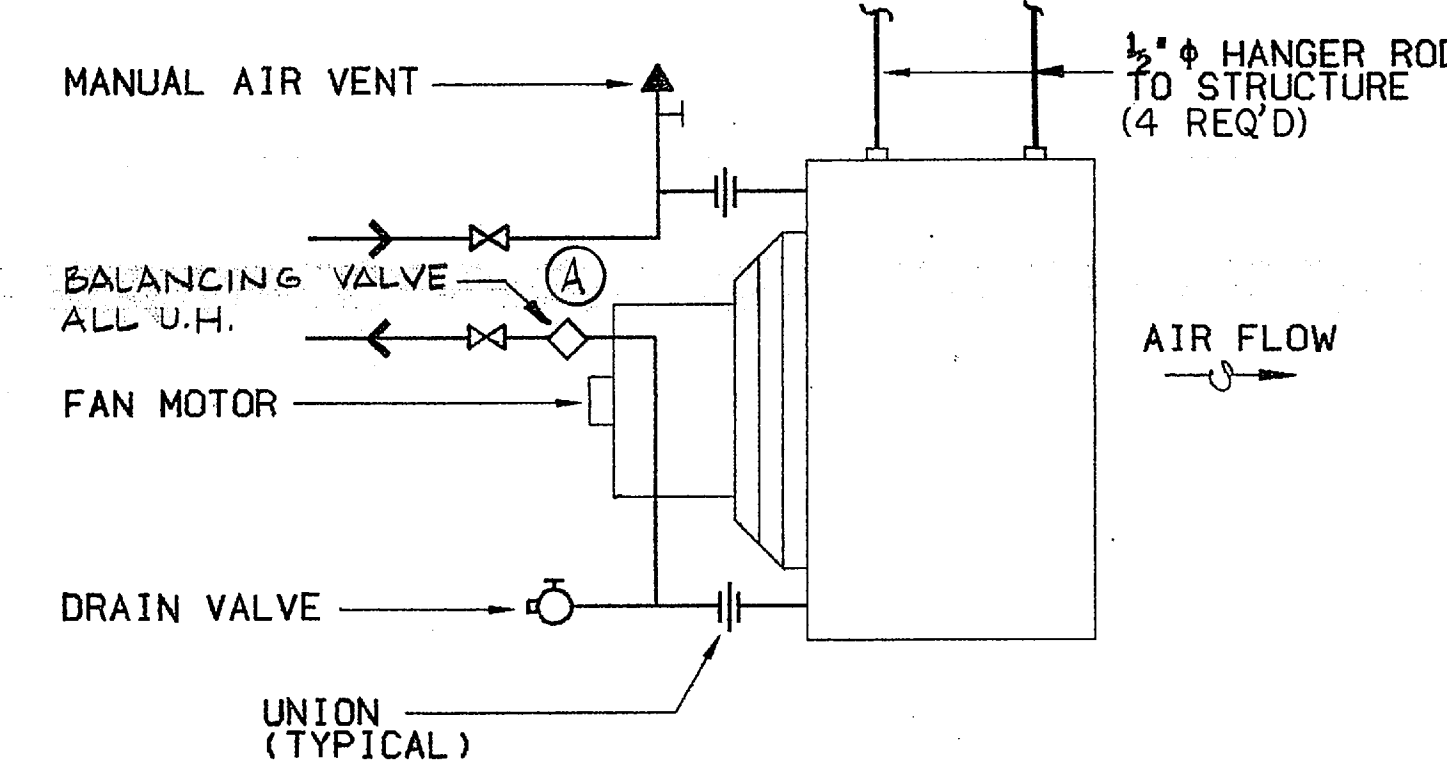 MANUAL AIR VENT
½"ϕ HANGER ROD
TO STRUCTURE
(4 REQ'D)
BALANCING VALVE
ALL U.H.
A
AIR FLOW
FAN MOTOR
DRAIN VALVE
UNION
(TYPICAL)